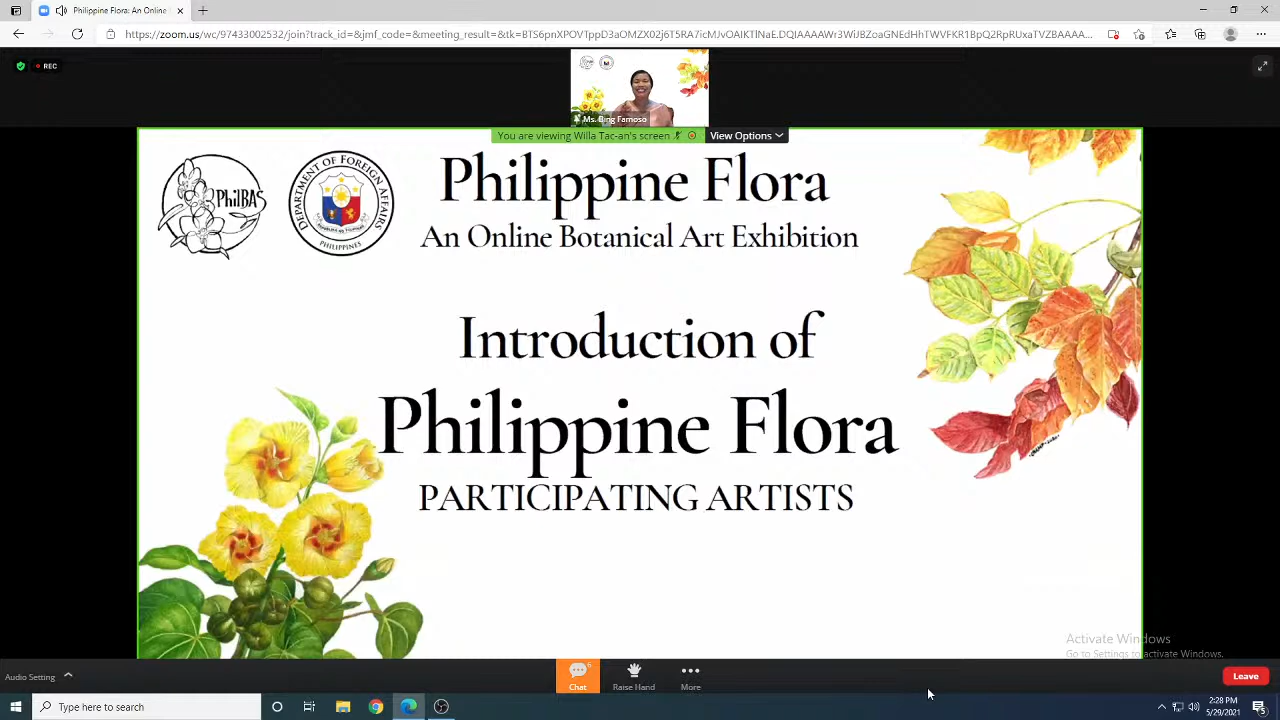 Philippine Flora: An Online
https://zoom.us/wc/97433002532/join?track_id=&jmf_code=&meeting_result=&tk=
REC
Ms. Bing Famoso
You are viewing Willa Tac-an's screen
View Options
PhilBAS
DEPARTMENT OF FOREIGN AFFAIRS
PHILIPPINES
Philippine Flora
An Online Botanical Art Exhibition
Introduction of
Philippine Flora
PARTICIPATING ARTISTS
Activate Windows
Go to Settings to activate Windows.
Audio Setting
6
Chat
Raise Hand
More
Leave
Type here to search
2:28 PM
5/29/2021